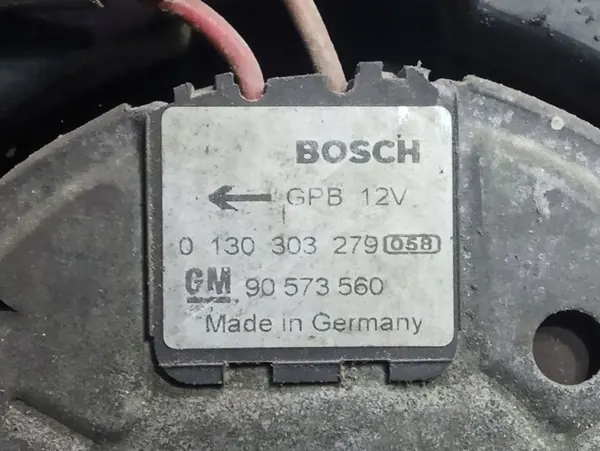 BOSCH
← GPB 12V
0 130 303 279 058
GM 90 573 560
Made in Germany